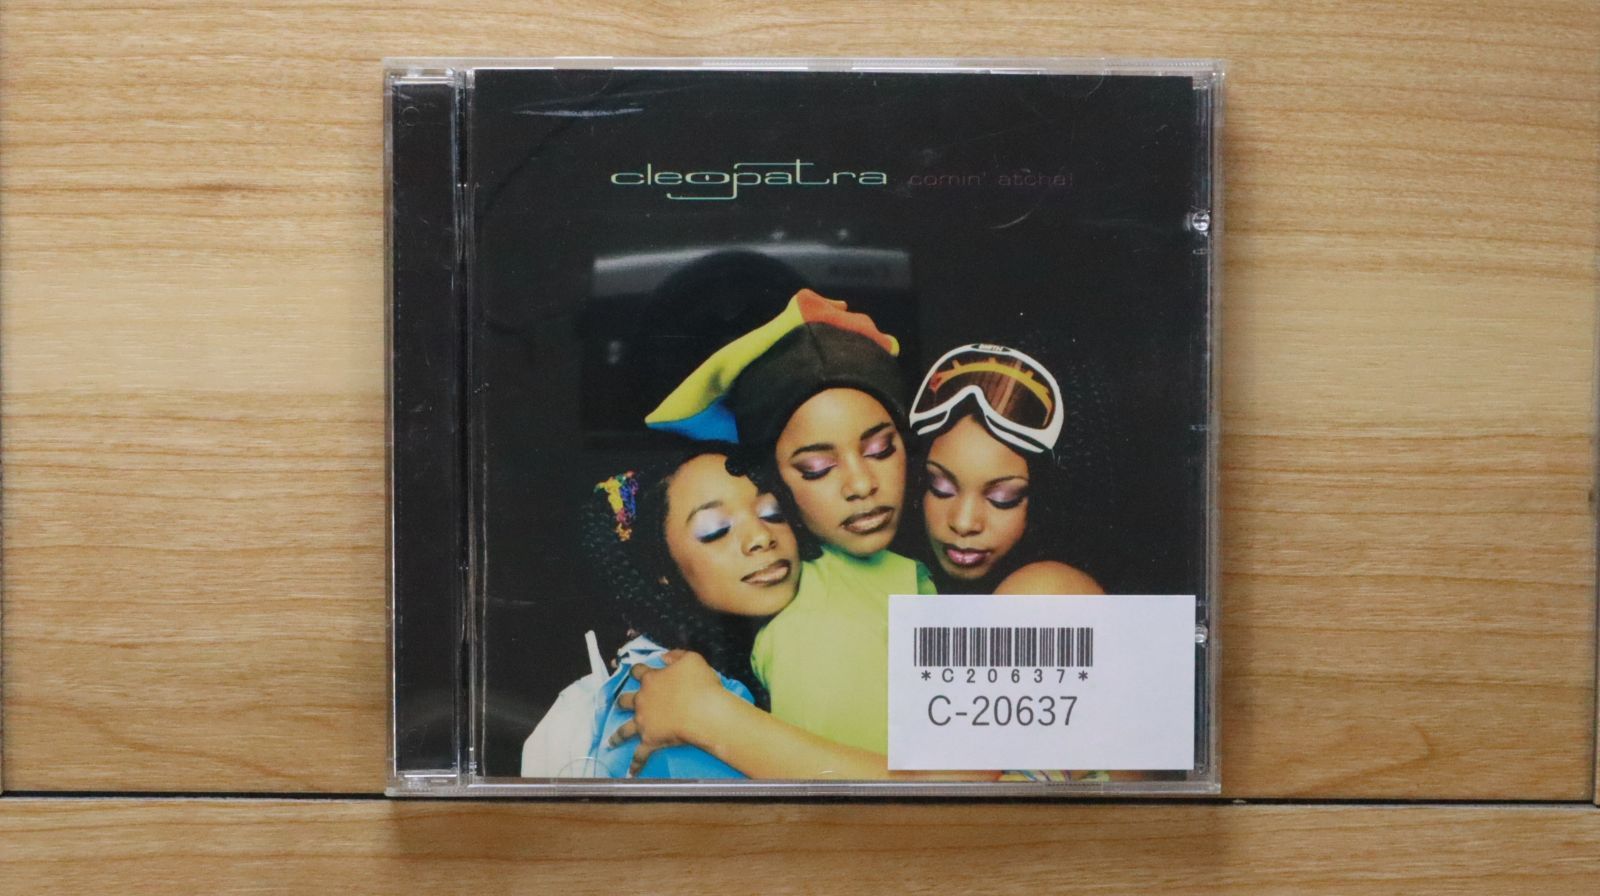 cleopatra comin' atcha!
*C20637*
C-20637